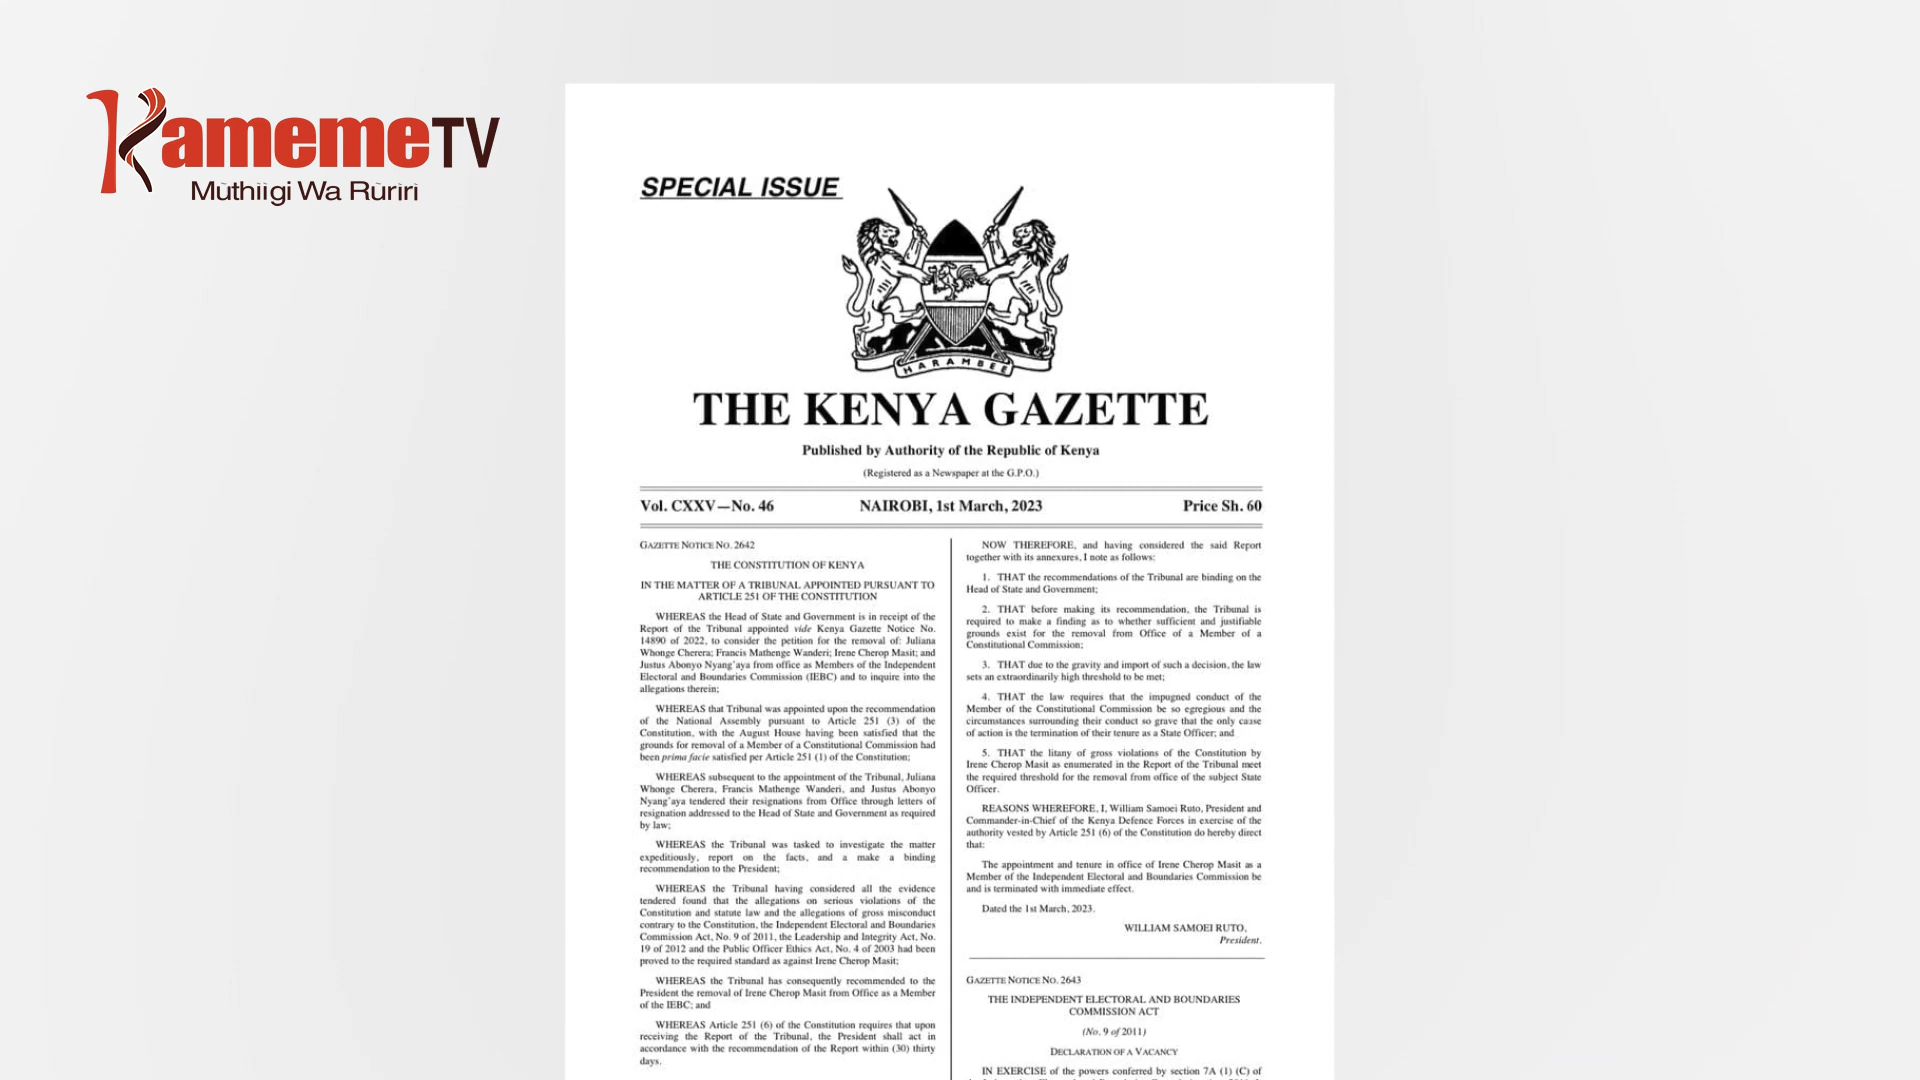 Kameme TV
Mũthiĩgi Wa Rũrĩrĩ
SPECIAL ISSUE
HARAMBEE
THE KENYA GAZETTE
Published by Authority of the Republic of Kenya
(Registered as a Newspaper at the G.P.O.)
Vol. CXXV—No. 46 NAIROBI, 1st March, 2023 Price Sh. 60
GAZETTE NOTICE NO. 2642
THE CONSTITUTION OF KENYA
IN THE MATTER OF A TRIBUNAL APPOINTED PURSUANT TO
ARTICLE 251 OF THE CONSTITUTION
WHEREAS the Head of State and Government is in receipt of the
Report of the Tribunal appointed vide Kenya Gazette Notice No.
14890 of 2022, to consider the petition for the removal of: Juliana
Whonge Cherera; Francis Mathenge Wanderi; Irene Cherop Masit; and
Justus Abonyo Nyang'aya from office as Members of the Independent
Electoral and Boundaries Commission (IEBC) and to inquire into the
allegations therein;
WHEREAS that Tribunal was appointed upon the recommendation
of the National Assembly pursuant to Article 251 (3) of the
Constitution, with the August House having been satisfied that the
grounds for removal of a Member of a Constitutional Commission had
been prima facie satisfied per Article 251 (1) of the Constitution;
WHEREAS subsequent to the appointment of the Tribunal, Juliana
Whonge Cherera, Francis Mathenge Wanderi, and Justus Abonyo
Nyang'aya tendered their resignations from Office through letters of
resignation addressed to the Head of State and Government as required
by law;
WHEREAS the Tribunal was tasked to investigate the matter
expeditiously, report on the facts, and a make a binding
recommendation to the President;
WHEREAS the Tribunal having considered all the evidence
tendered found that the allegations on serious violations of the
Constitution and statute law and the allegations of gross misconduct
contrary to the Constitution, the Independent Electoral and Boundaries
Commission Act, No. 9 of 2011, the Leadership and Integrity Act, No.
19 of 2012 and the Public Officer Ethics Act, No. 4 of 2003 had been
proved to the required standard as against Irene Cherop Masit;
WHEREAS the Tribunal has consequently recommended to the
President the removal of Irene Cherop Masit from Office as a Member
of the IEBC; and
WHEREAS Article 251 (6) of the Constitution requires that upon
receiving the Report of the Tribunal, the President shall act in
accordance with the recommendation of the Report within (30) thirty
days.
NOW THEREFORE, and having considered the said Report
together with its annexures, I note as follows:
1. THAT the recommendations of the Tribunal are binding on the
Head of State and Government;
2. THAT before making its recommendation, the Tribunal is
required to make a finding as to whether sufficient and justifiable
grounds exist for the removal from Office of a Member of a
Constitutional Commission;
3. THAT due to the gravity and import of such a decision, the law
sets an extraordinarily high threshold to be met;
4. THAT the law requires that the impugned conduct of the
Member of the Constitutional Commission be so egregious and the
circumstances surrounding their conduct so grave that the only cause
of action is the termination of their tenure as a State Officer; and
5. THAT the litany of gross violations of the Constitution by
Irene Cherop Masit as enumerated in the Report of the Tribunal meet
the required threshold for the removal from office of the subject State
Officer.
REASONS WHEREFORE, I, William Samoei Ruto, President and
Commander-in-Chief of the Kenya Defence Forces in exercise of the
authority vested by Article 251 (6) of the Constitution do hereby direct
that:
The appointment and tenure in office of Irene Cherop Masit as a
Member of the Independent Electoral and Boundaries Commission be
and is terminated with immediate effect.
Dated the 1st March, 2023.
WILLIAM SAMOEI RUTO,
President.
GAZETTE NOTICE NO. 2643
THE INDEPENDENT ELECTORAL AND BOUNDARIES
COMMISSION ACT
(No. 9 of 2011)
DECLARATION OF A VACANCY
IN EXERCISE of the powers conferred by section 7A (1) (C) of